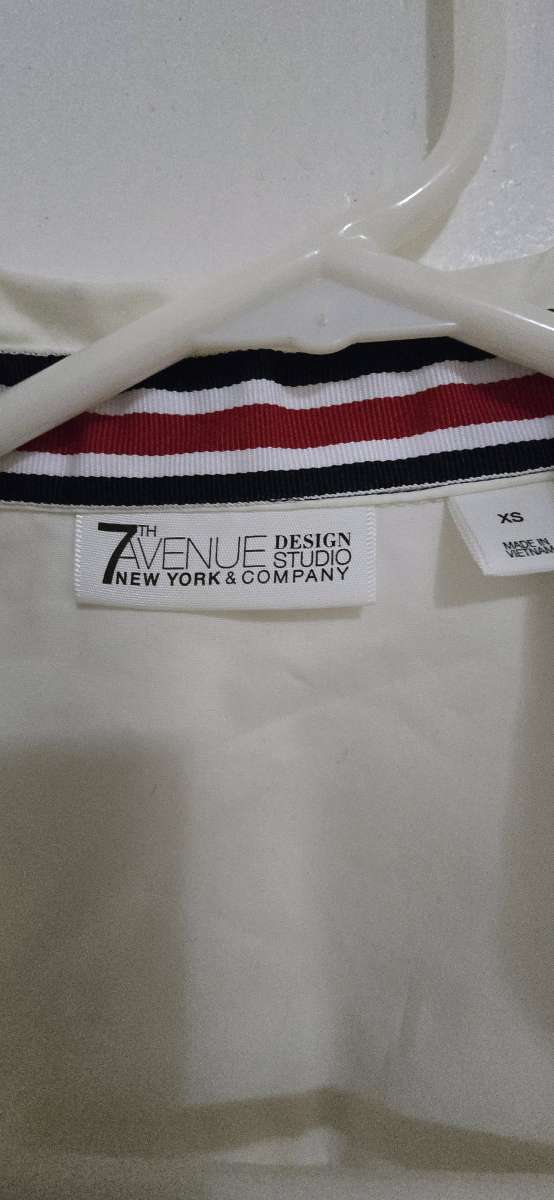 7TH AVENUE DESIGN STUDIO
NEW YORK & COMPANY
XS
MADE IN
VIETNAM